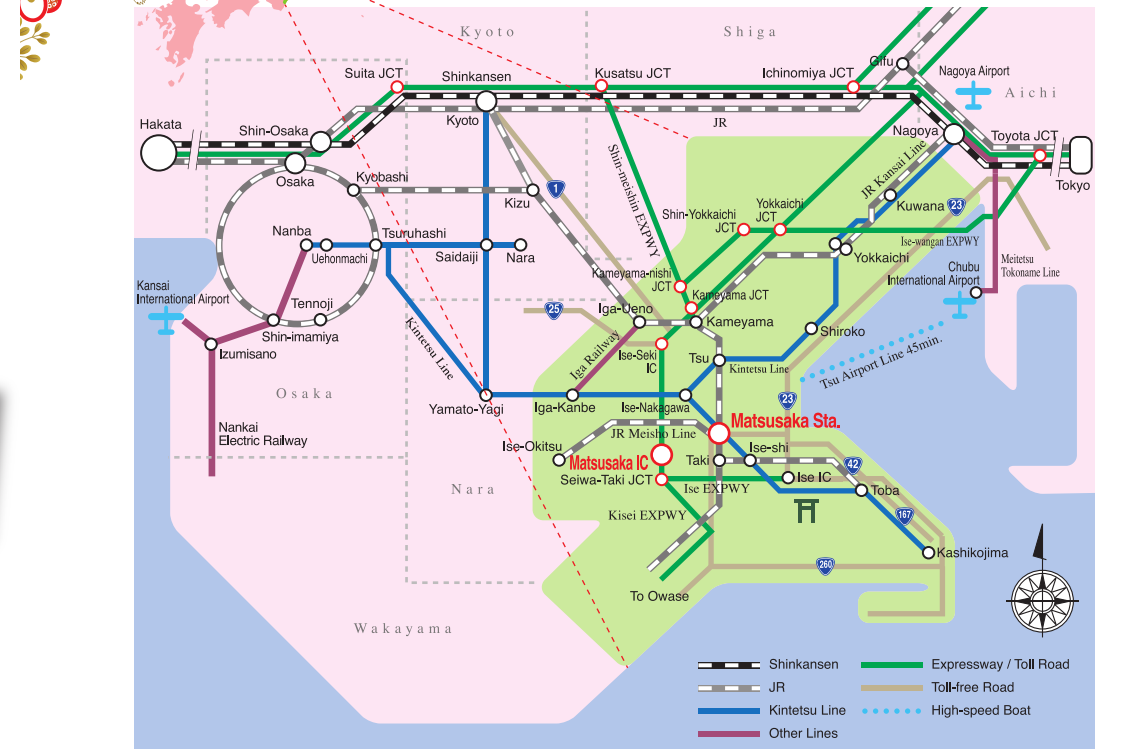 Kyoto
Shiga
Aichi
Suita JCT
Shinkansen
Kusatsu JCT
Ichinomiya JCT
Gifu
Nagoya Airport
Hakata
Shin-Osaka
Kyoto
JR
Nagoya
Toyota JCT
Osaka
Tokyo
Kyobashi
Kizu
1
Shin-meishin EXPWY
JR Kansai Line
Kuwana
23
Shin-Yokkaichi
JCT
Yokkaichi
JCT
Ise-wangan EXPWY
Nanba
Uehonmachi
Tsuruhashi
Saidaiji
Nara
Yokkaichi
Chubu
International Airport
Meitetsu
Tokoname Line
Kameyama-nishi
JCT
Kameyama JCT
Kansai
International Airport
Tennoji
Shin-imamiya
25
Iga-Ueno
Kameyama
Shiroko
Izumisano
Kintetsu Line
Iga Railway
Ise-Seki
IC
Tsu
Kintetsu Line
Tsu Airport Line 45min.
Osaka
Yamato-Yagi
Iga-Kanbe
Ise-Nakagawa
23
Nankai
Electric Railway
Matsusaka Sta.
JR Meisho Line
Ise-Okitsu
Ise-shi
Matsusaka IC
Taki
42
Seiwa-Taki JCT
Ise EXPWY
Ise IC
Toba
Nara
Kisei EXPWY
167
Kashikojima
260
To Owase
Wakayama
Shinkansen
JR
Kintetsu Line
Other Lines
Expressway / Toll Road
Toll-free Road
High-speed Boat